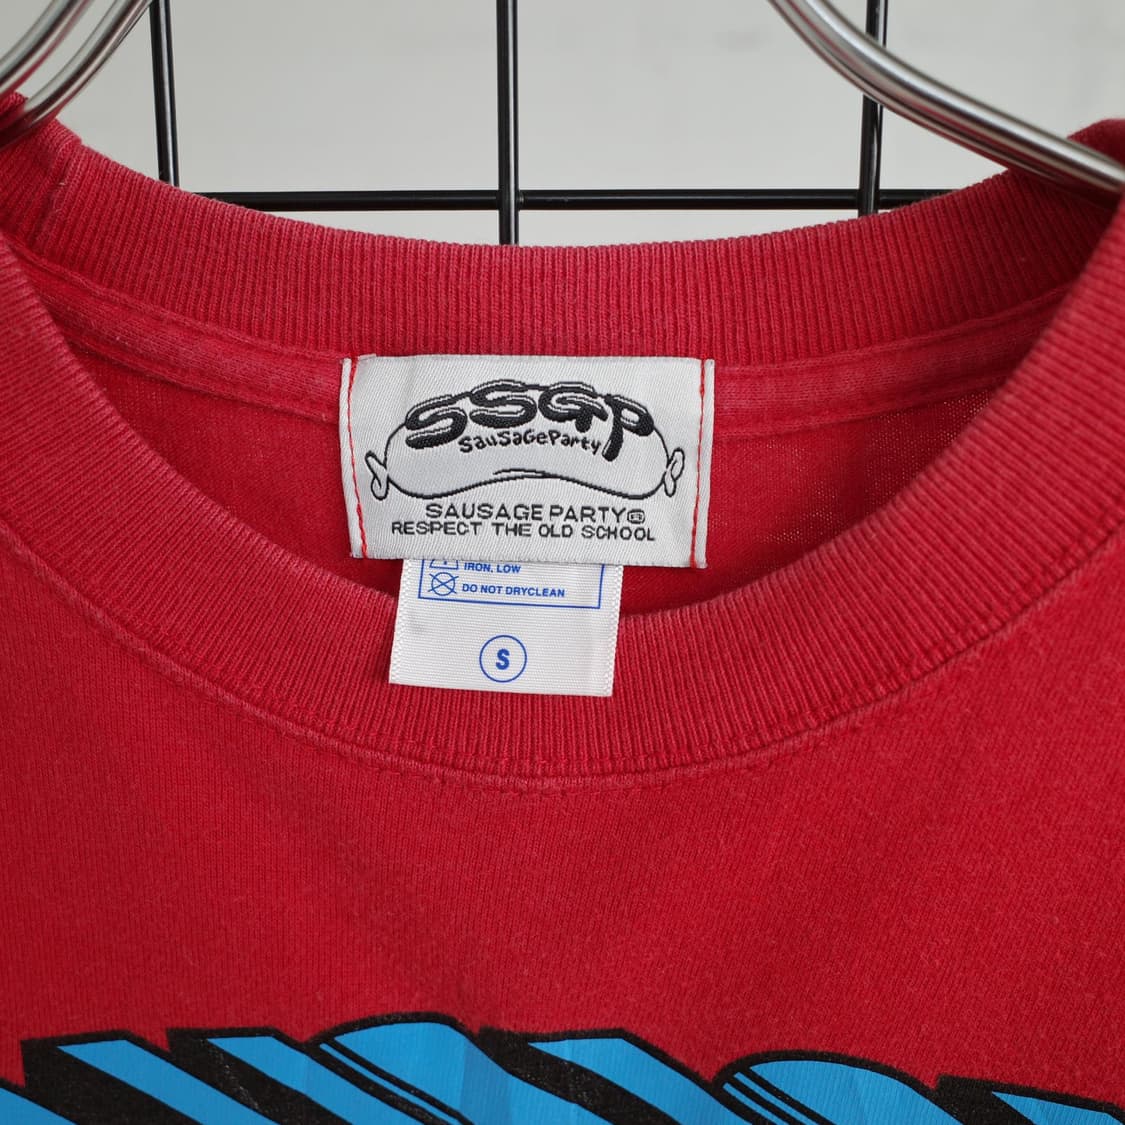 SSGP
SauSaGeParty
SAUSAGE PARTY
RESPECT THE OLD SCHOOL
IRON, LOW
DO NOT DRYCLEAN
S